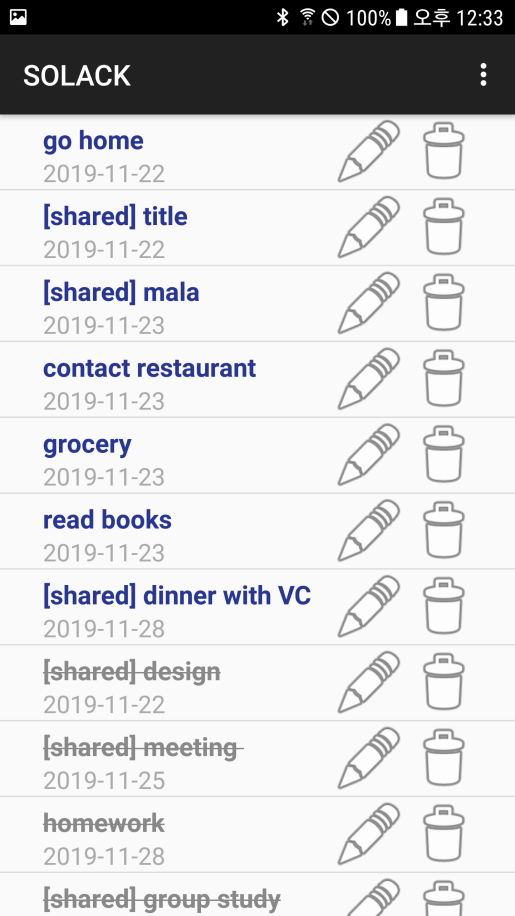 100% 오후 12:33
SOLACK
go home
2019-11-22
[shared] title
2019-11-22
[shared] mala
2019-11-23
contact restaurant
2019-11-23
grocery
2019-11-23
read books
2019-11-23
[shared] dinner with VC
2019-11-28
[shared] design
2019-11-22
[shared] meeting
2019-11-25
homework
2019-11-28
[shared] group study